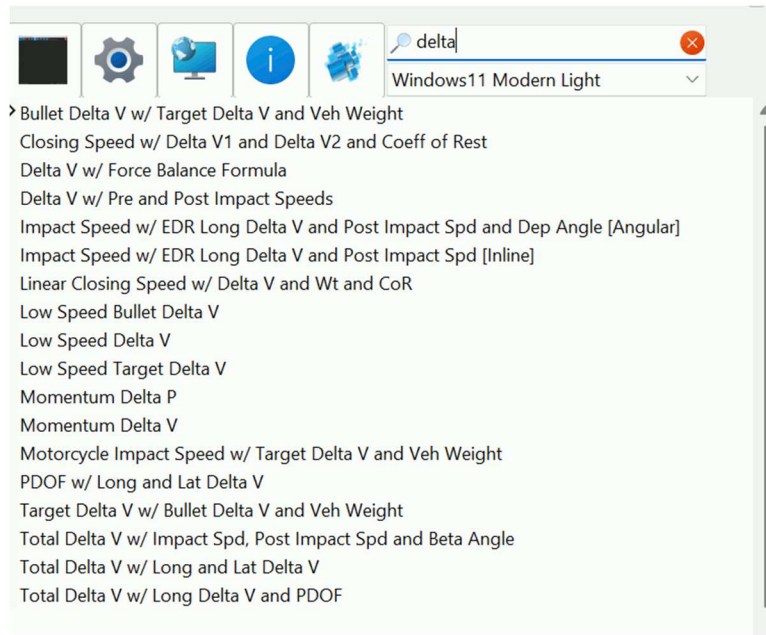 delta
Windows11 Modern Light
Bullet Delta V w/ Target Delta V and Veh Weight
Closing Speed w/ Delta V1 and Delta V2 and Coeff of Rest
Delta V w/ Force Balance Formula
Delta V w/ Pre and Post Impact Speeds
Impact Speed w/ EDR Long Delta V and Post Impact Spd and Dep Angle [Angular]
Impact Speed w/ EDR Long Delta V and Post Impact Spd [Inline]
Linear Closing Speed w/ Delta V and Wt and CoR
Low Speed Bullet Delta V
Low Speed Delta V
Low Speed Target Delta V
Momentum Delta P
Momentum Delta V
Motorcycle Impact Speed w/ Target Delta V and Veh Weight
PDOF w/ Long and Lat Delta V
Target Delta V w/ Bullet Delta V and Veh Weight
Total Delta V w/ Impact Spd, Post Impact Spd and Beta Angle
Total Delta V w/ Long and Lat Delta V
Total Delta V w/ Long Delta V and PDOF